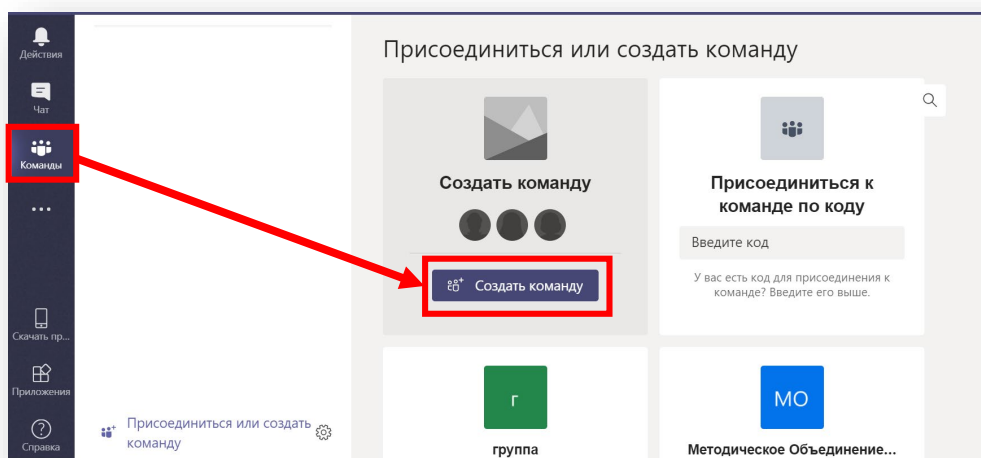 Действия
Чат
Команды
Скачать пр...
Приложения
Справка
Присоединиться или создать
команду
Присоединиться или создать команду
Создать команду
Создать команду
Присоединиться к
команде по коду
Введите код
У вас есть код для присоединения к
команде? Введите его выше.
г
группа
МО
Методическое Объединение...